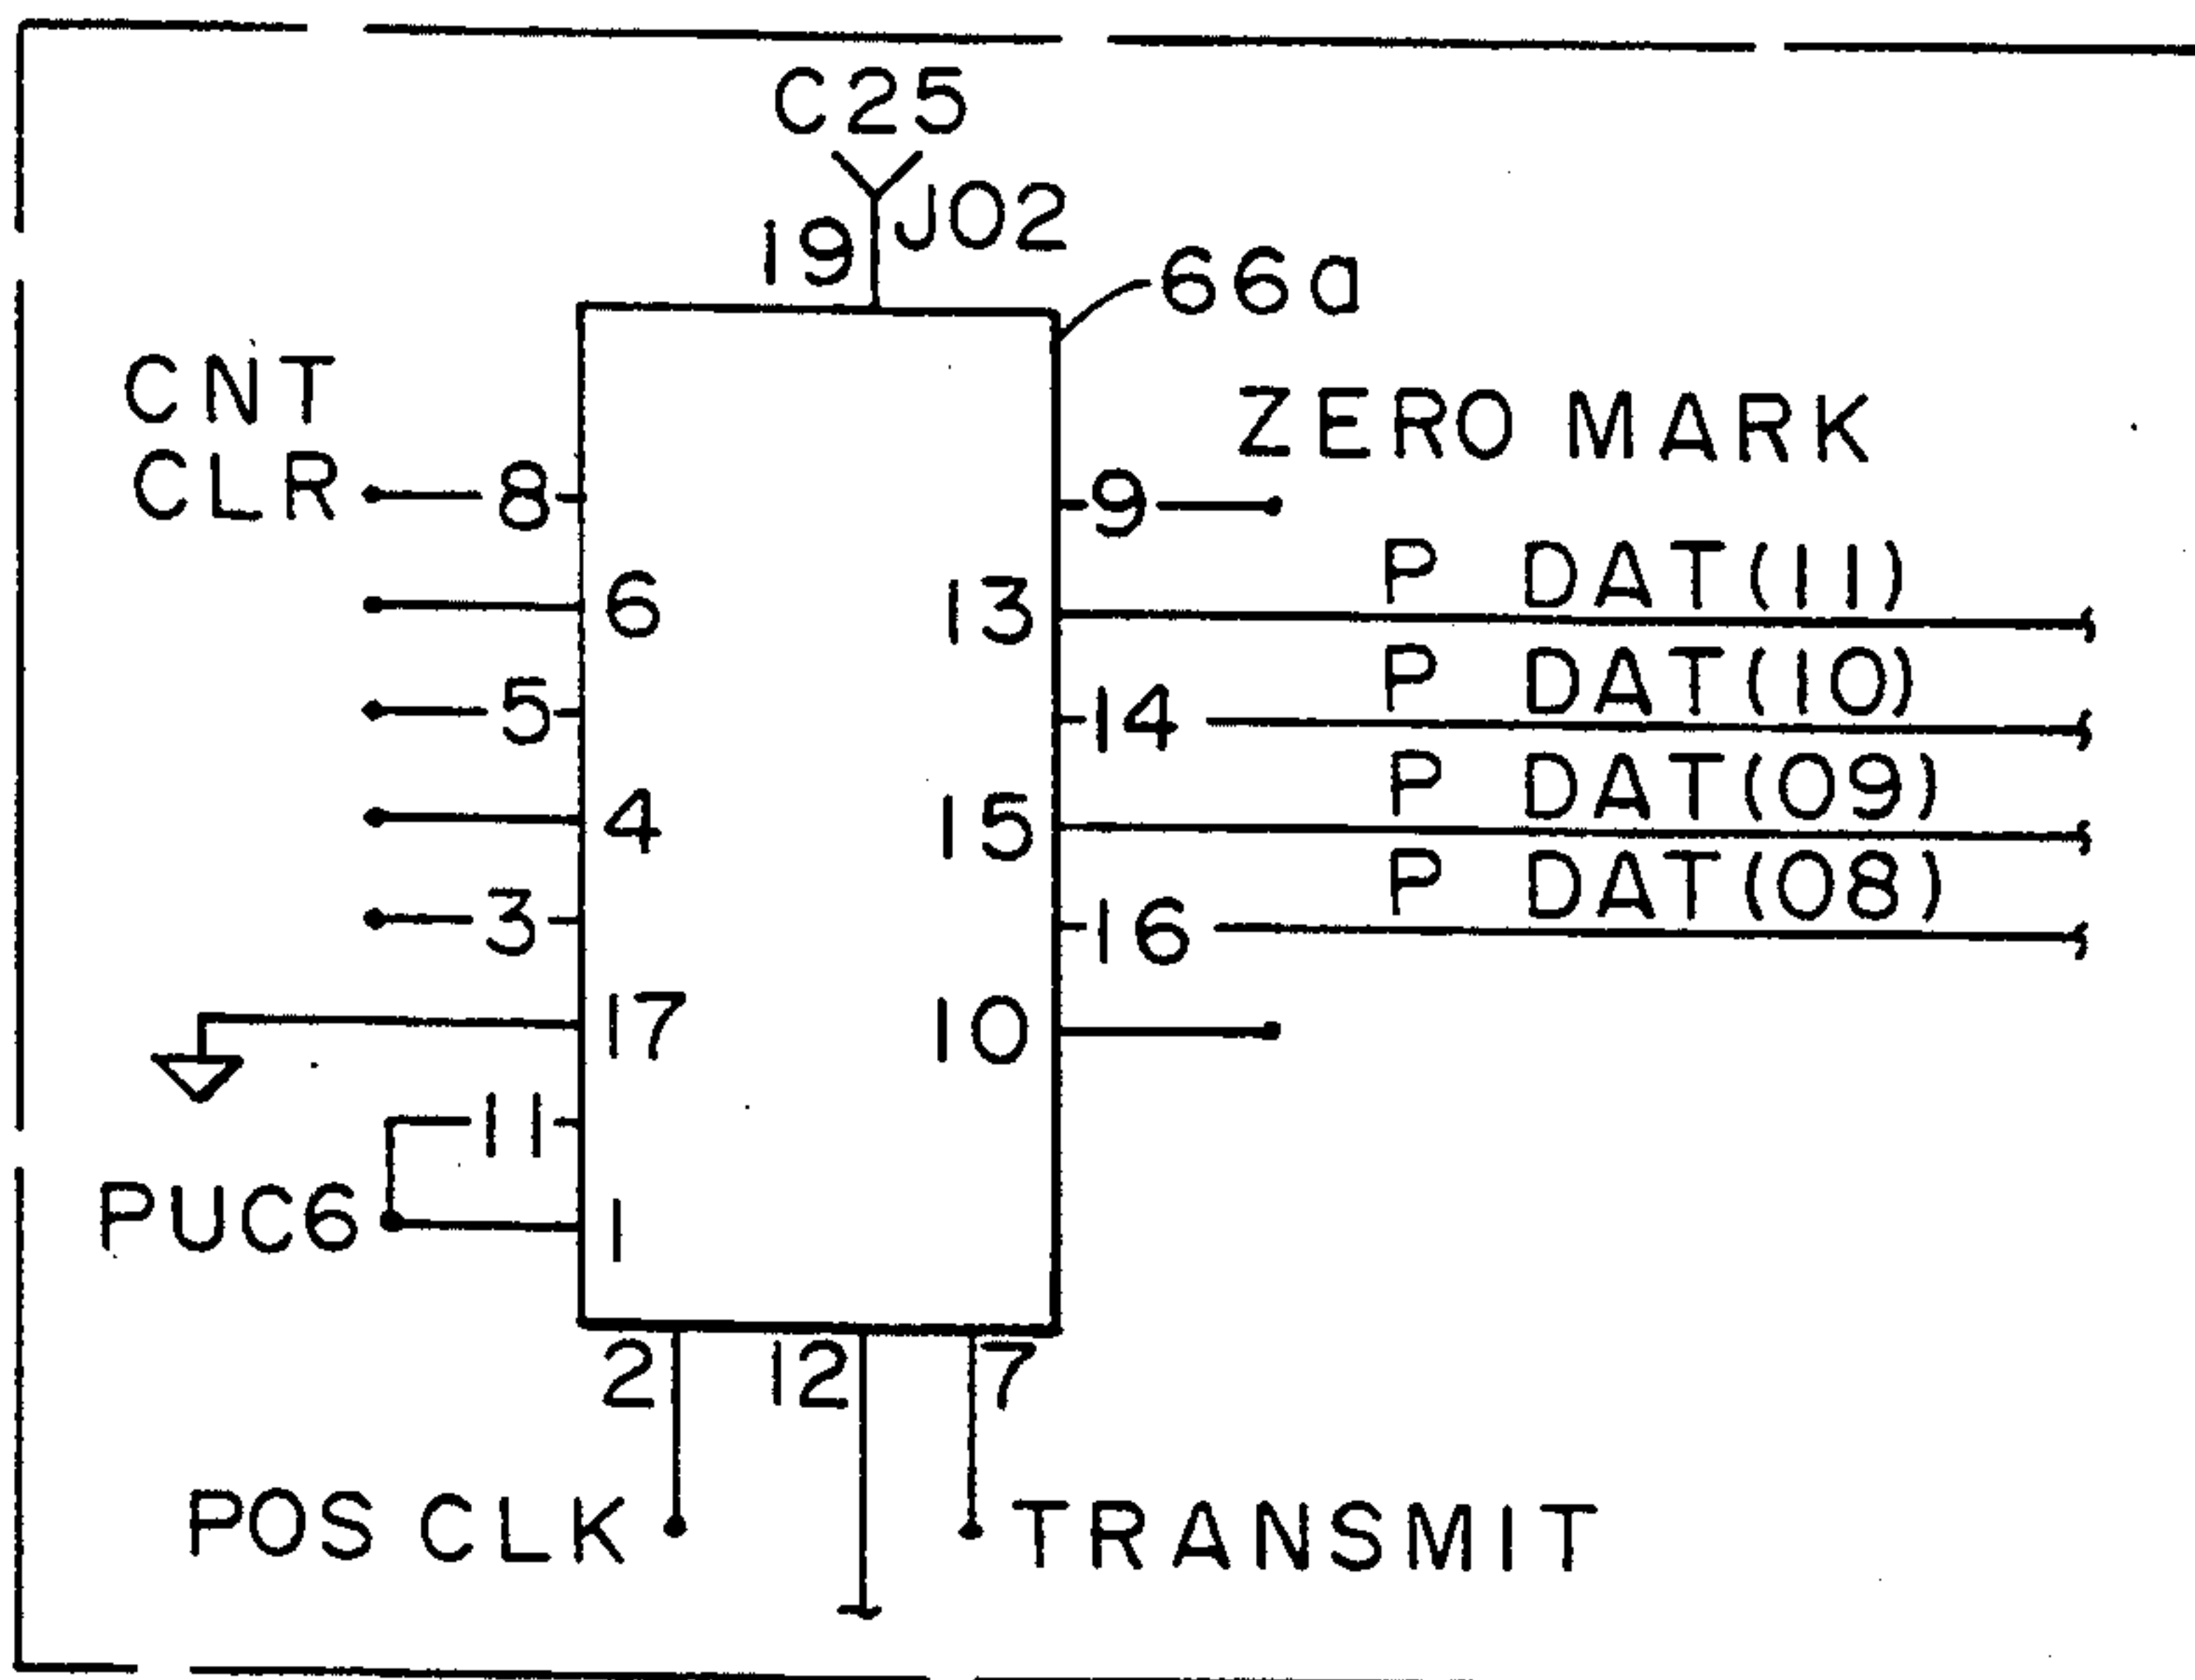 C25
19 J02
66a
CNT
CLR
8
ZERO MARK
9
P DAT(11)
6
13
P DAT(10)
5
14
P DAT(09)
4
15
P DAT(08)
3
16
17
10
11
PUC6
1
2
12
7
POS CLK
TRANSMIT